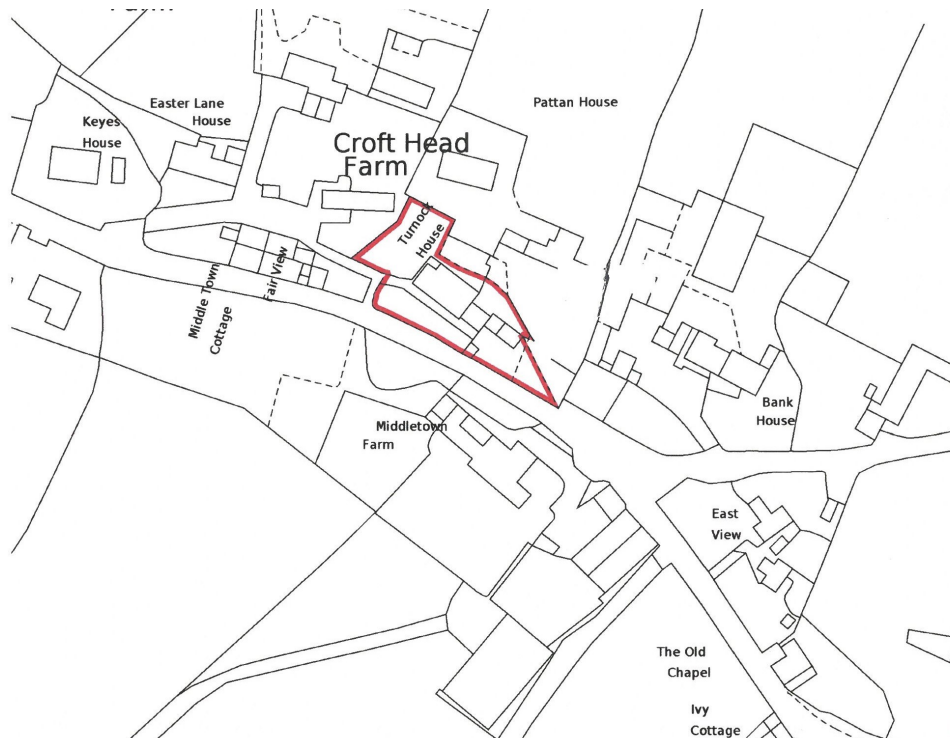 Pattan House
Easter Lane
House
Keyes
House
Croft Head
Farm
Turnock
House
Fair View
Middle Town
Cottage
Bank
House
Middletown
Farm
East
View
The Old
Chapel
Ivy
Cottage